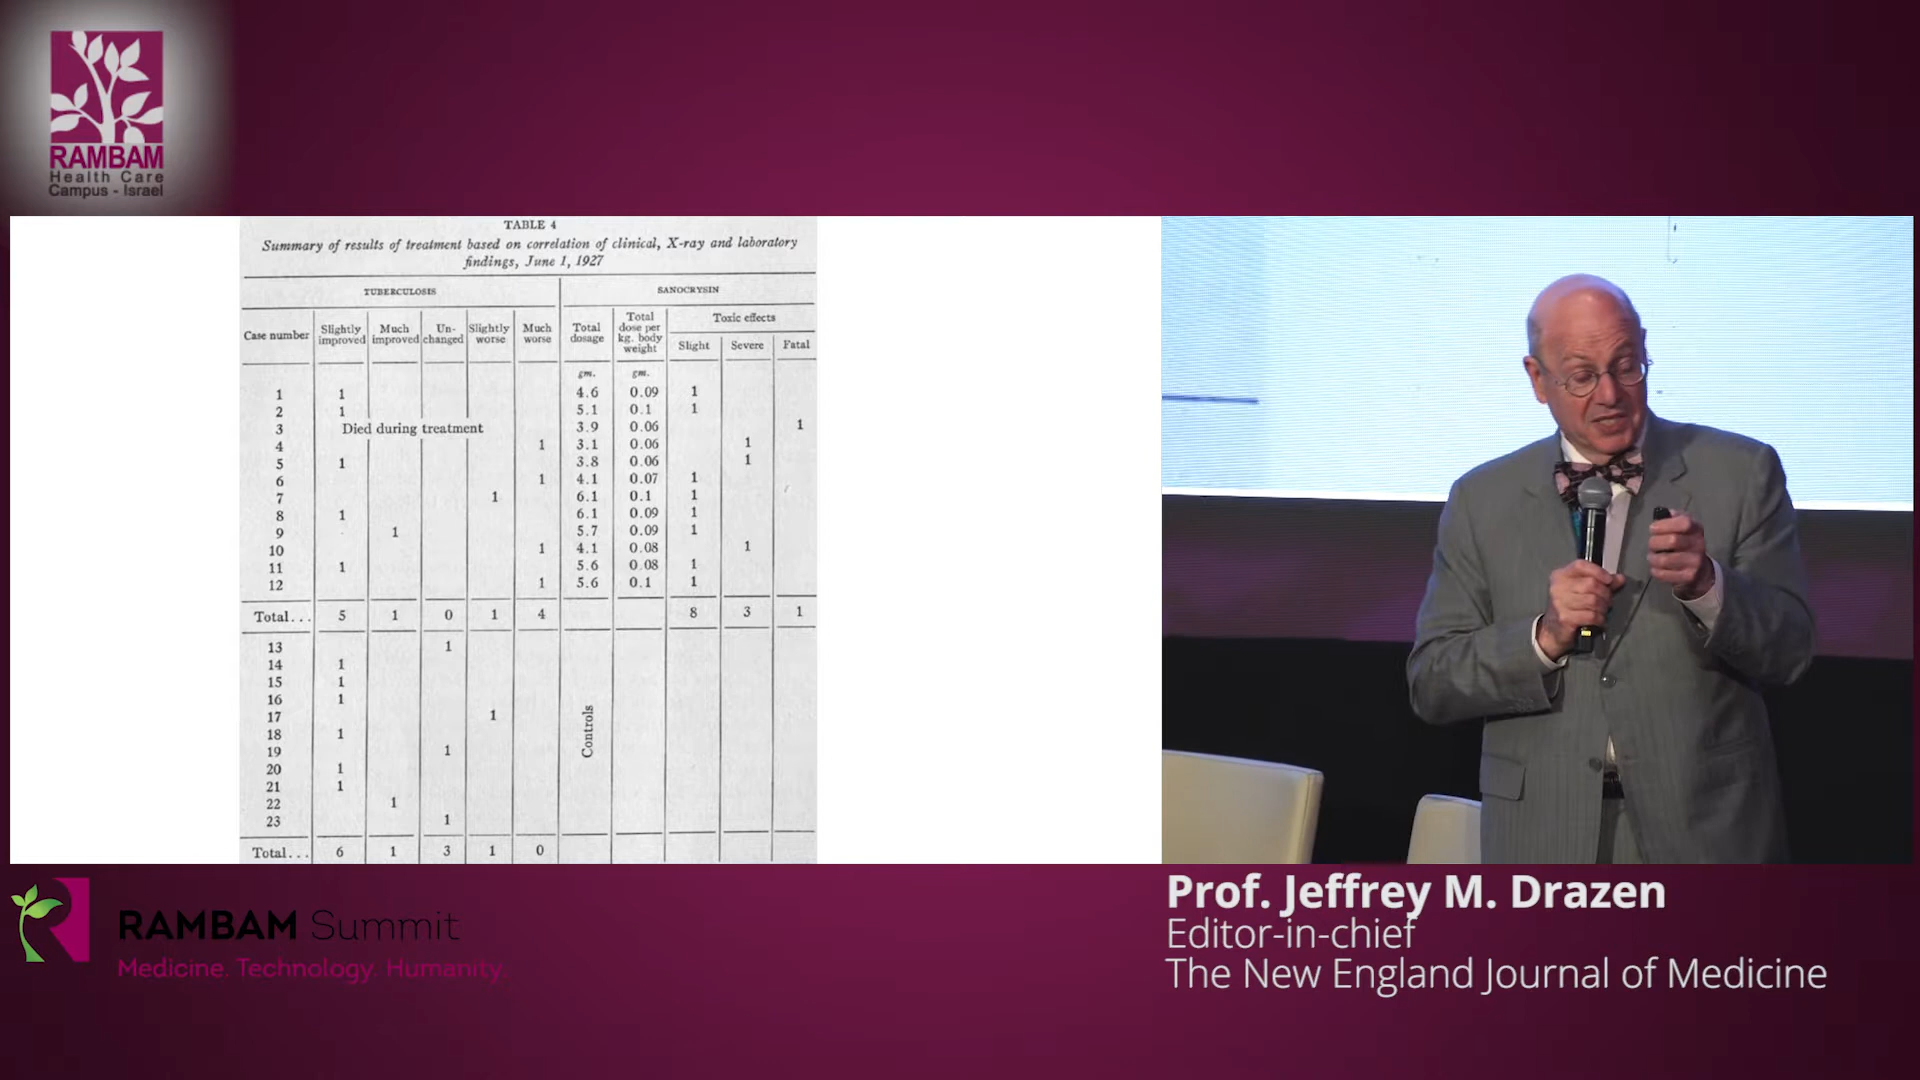 RAMBAM
Health Care
Campus - Israel
TABLE 4
Summary of results of treatment based on correlation of clinical, X-ray and laboratory
findings, June 1, 1927
TUBERCULOSIS SANOCRYSIN
Case number Slightly improved Much improved Un-changed Slightly worse Much worse Total dosage Total dose per kg. body weight Toxic effects
Slight Severe Fatal
gm. gm.
1 1 4.6 0.09 1
2 1 5.1 0.1 1
3 Died during treatment 3.9 0.06 1
4 1 3.1 0.06 1
5 1 3.8 0.06 1
6 1 4.1 0.07 1
7 1 6.1 0.1 1
8 1 6.1 0.09 1
9 1 5.7 0.09 1
10 1 4.1 0.08 1
11 1 5.6 0.08 1
12 1 5.6 0.1 1
Total... 5 1 0 1 4 8 3 1
13 1
14 1
15 1
16 1
17 1
18 1
19 1
20 1
21 1
22 1
23 1
Controls
Total... 6 1 3 1 0
RAMBAM Summit
Medicine. Technology. Humanity.
Prof. Jeffrey M. Drazen
Editor-in-chief
The New England Journal of Medicine